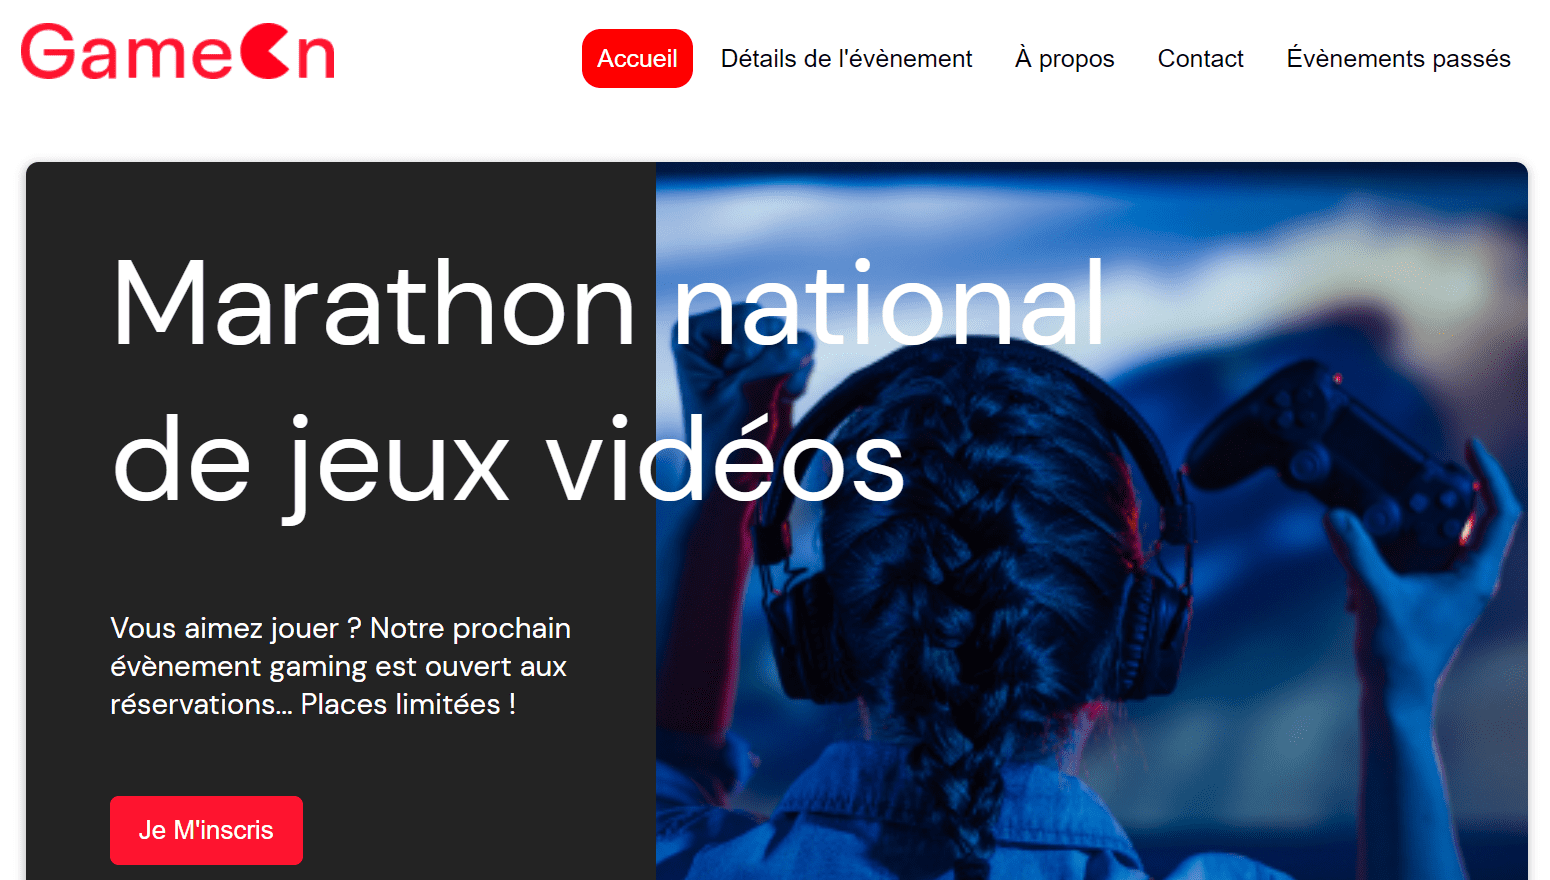 GameOn
Accueil Détails de l'évènement À propos Contact Évènements passés
Marathon national
de jeux vidéos
Vous aimez jouer ? Notre prochain
évènement gaming est ouvert aux
réservations... Places limitées !
Je M'inscris